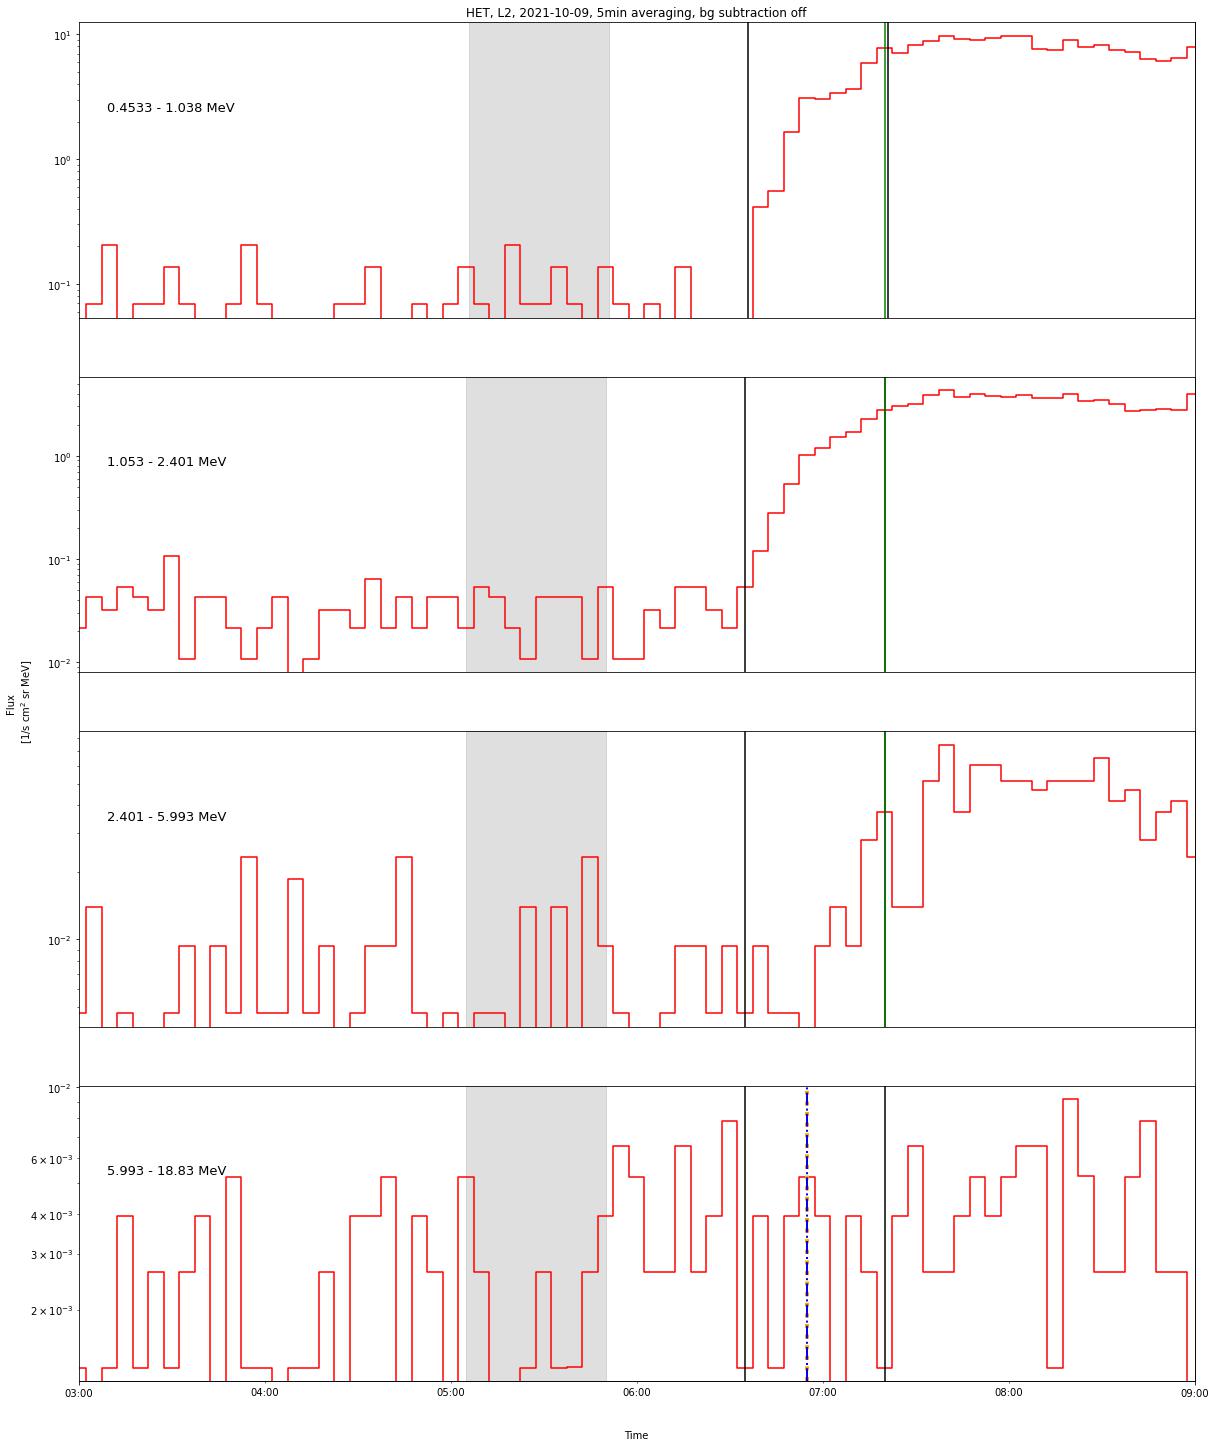 HET, L2, 2021-10-09, 5min averaging, bg subtraction off
10¹
10⁰
10⁻¹
0.4533 - 1.038 MeV
10⁰
10⁻¹
10⁻²
1.053 - 2.401 MeV
Flux
[1/s cm² sr MeV]
2.401 - 5.993 MeV
10⁻²
10⁻²
6 × 10⁻³
4 × 10⁻³
3 × 10⁻³
2 × 10⁻³
5.993 - 18.83 MeV
03:00 04:00 05:00 06:00 07:00 08:00 09:00
Time